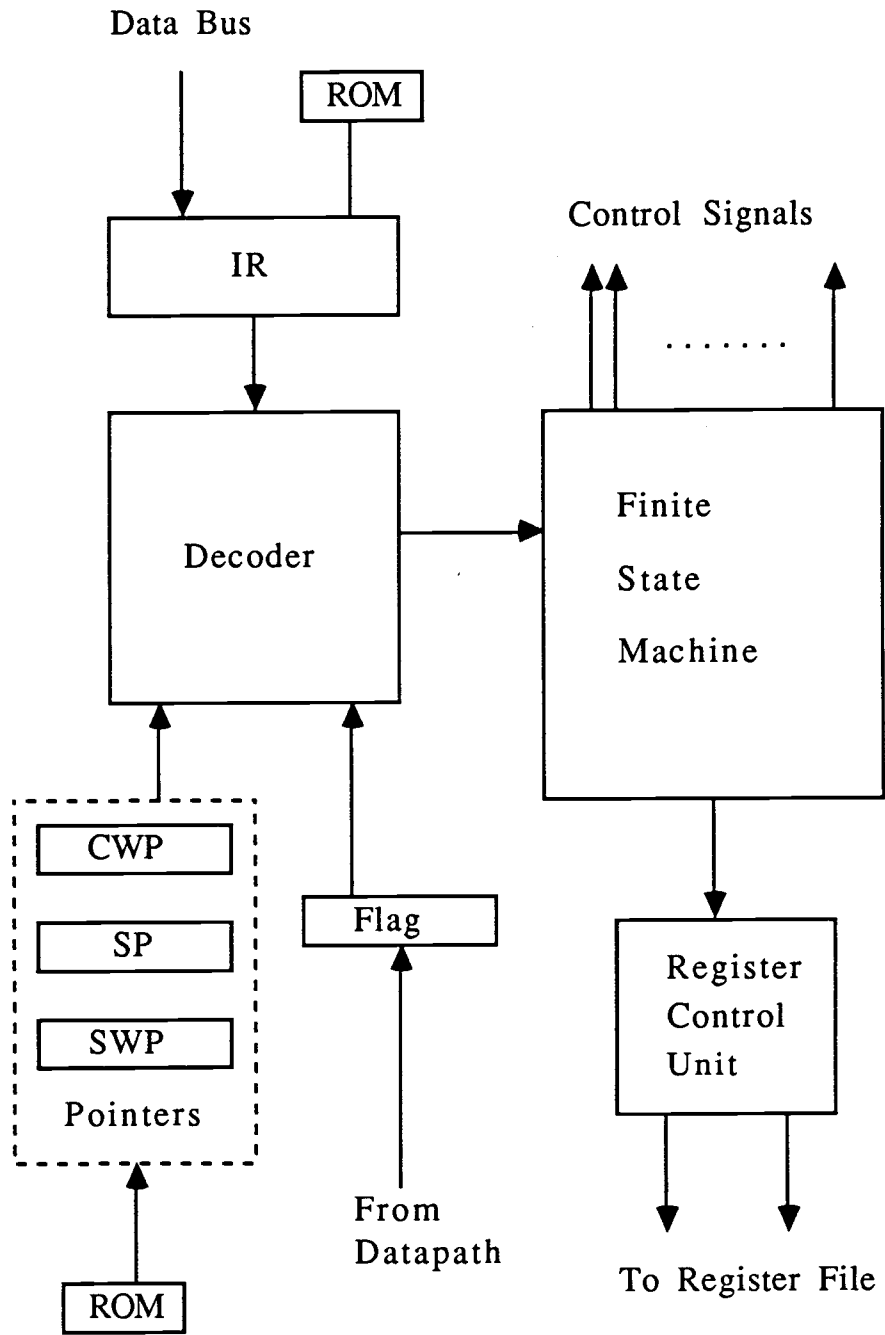 Data Bus
ROM
IR
Control Signals
.......
Decoder
Finite
State
Machine
CWP
SP
SWP
Pointers
Flag
Register
Control
Unit
From
Datapath
ROM
To Register File